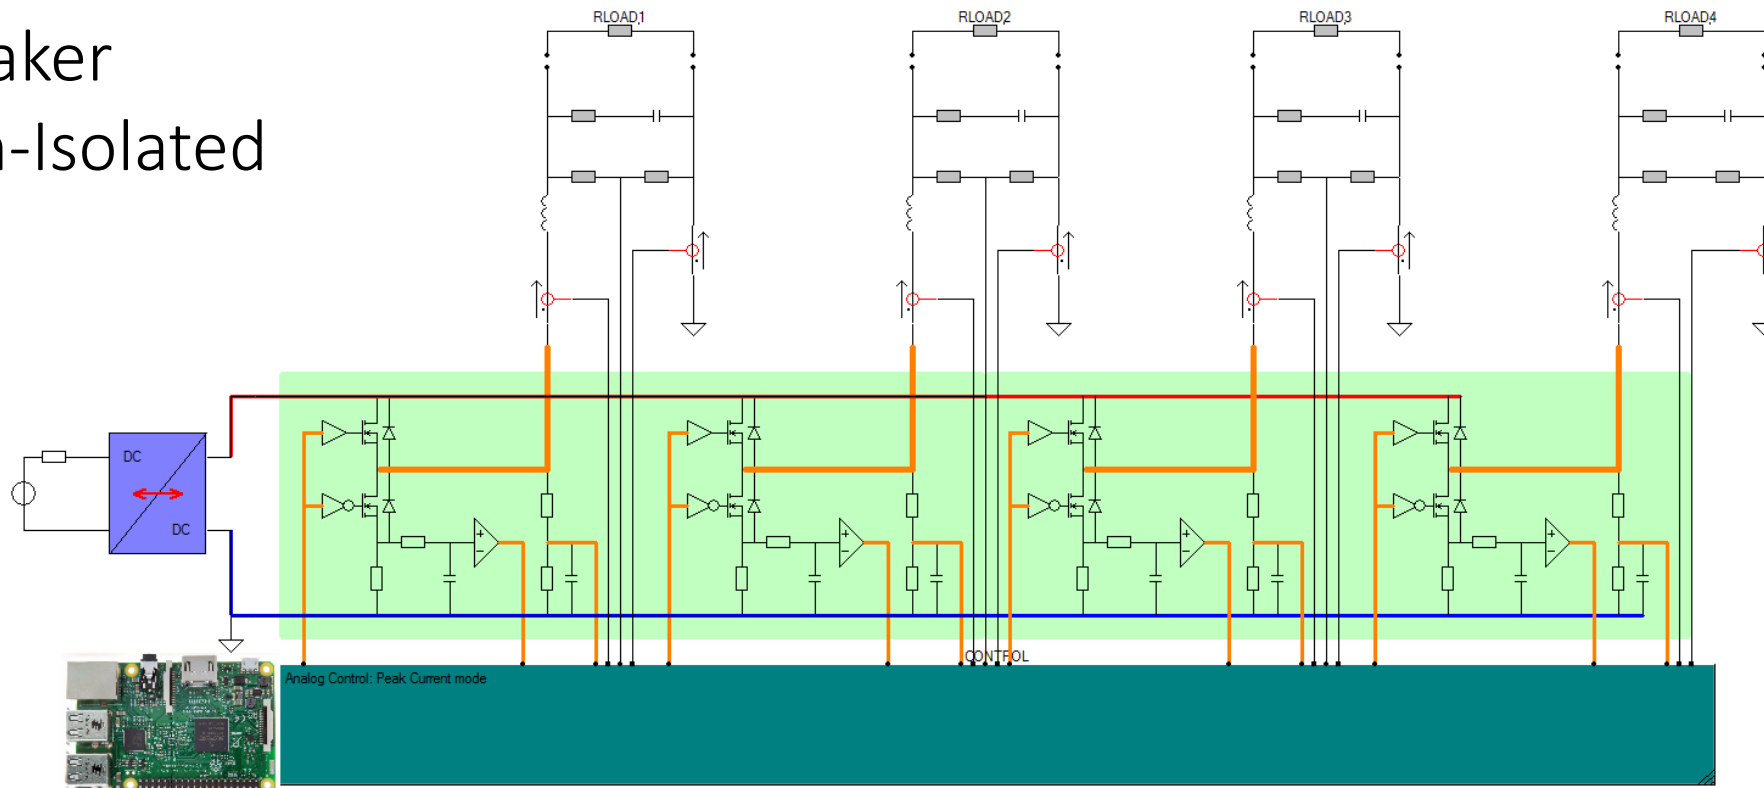 aker
n-Isolated
RLOAD1
RLOAD2
RLOAD3
RLOAD4
DC
DC
CONTROL
Analog Control: Peak Current mode